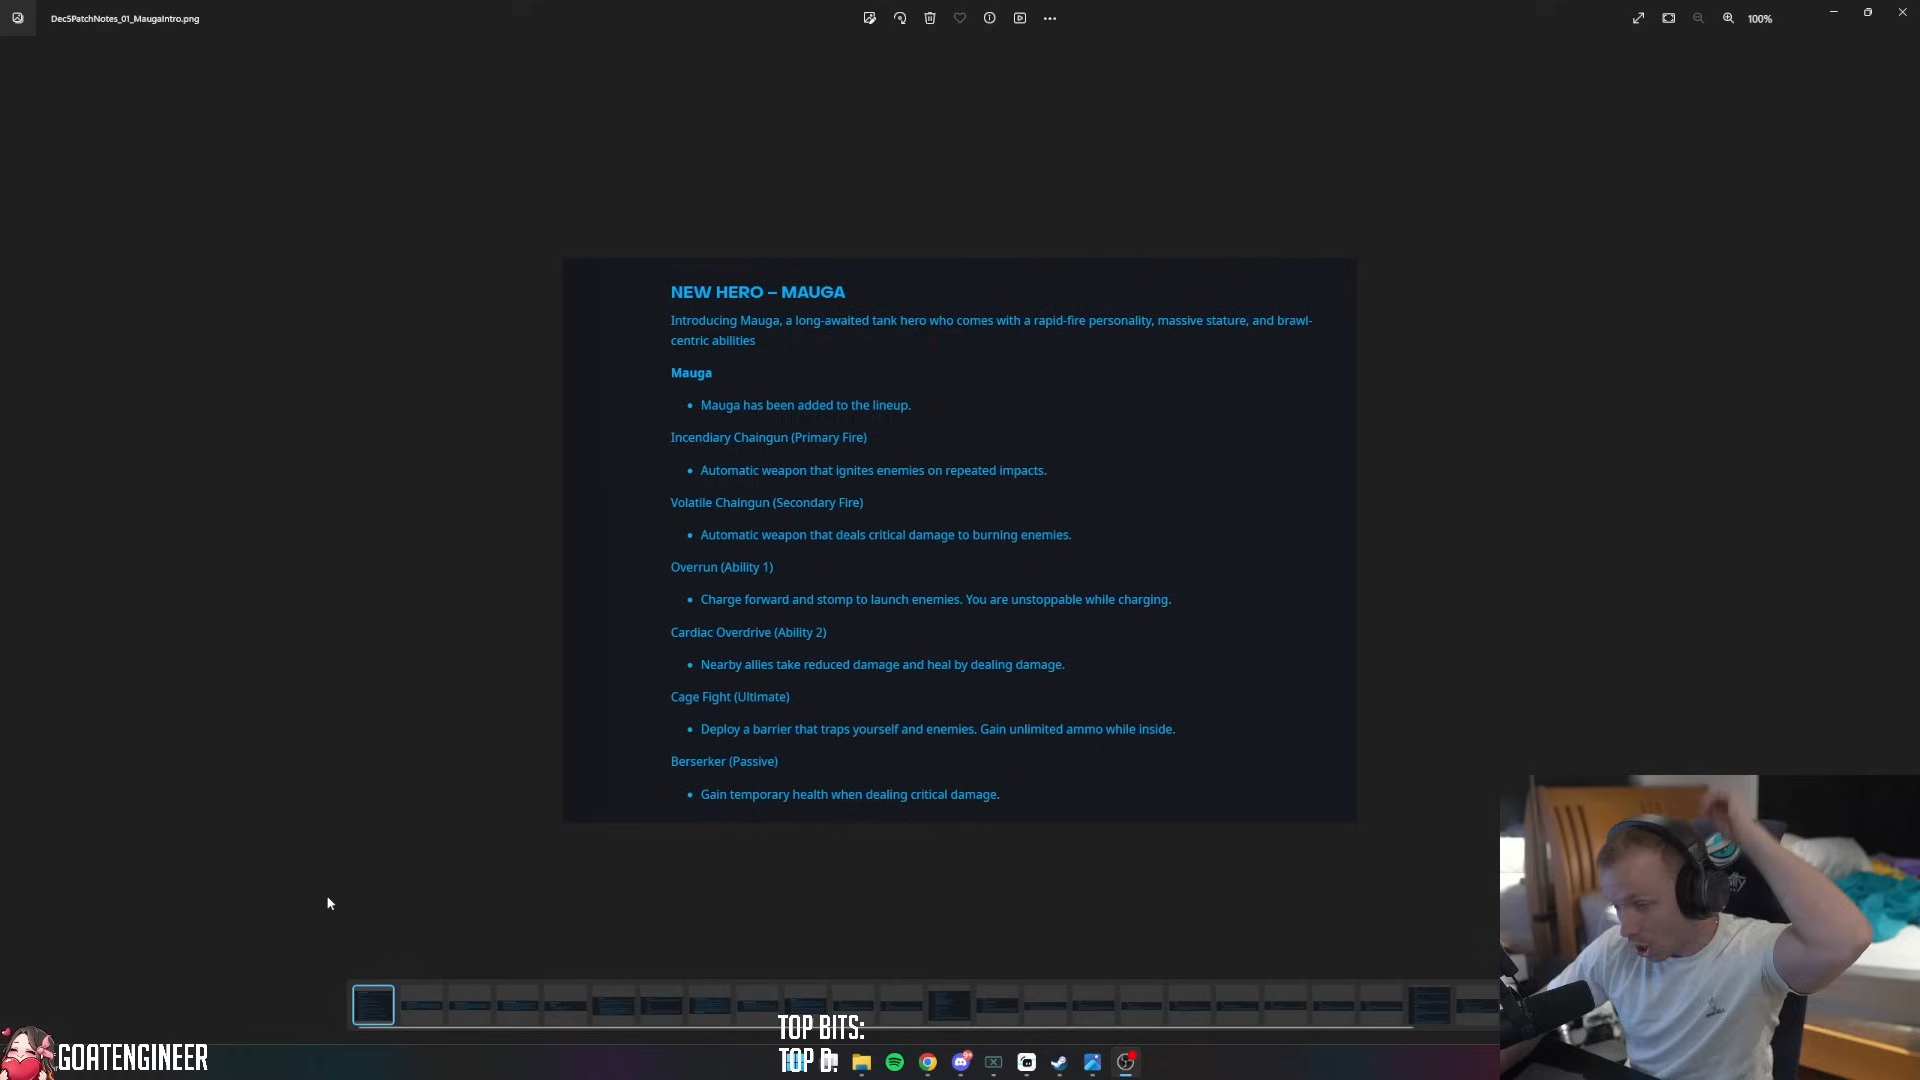 DecSPatchNotes_01_MaugaIntro.png
100%
NEW HERO – MAUGA
Introducing Mauga, a long-awaited tank hero who comes with a rapid-fire personality, massive stature, and brawl-
centric abilities
Mauga
• Mauga has been added to the lineup.
Incendiary Chaingun (Primary Fire)
• Automatic weapon that ignites enemies on repeated impacts.
Volatile Chaingun (Secondary Fire)
• Automatic weapon that deals critical damage to burning enemies.
Overrun (Ability 1)
• Charge forward and stomp to launch enemies. You are unstoppable while charging.
Cardiac Overdrive (Ability 2)
• Nearby allies take reduced damage and heal by dealing damage.
Cage Fight (Ultimate)
• Deploy a barrier that traps yourself and enemies. Gain unlimited ammo while inside.
Berserker (Passive)
• Gain temporary health when dealing critical damage.
TOP BITS:
TOP D:
GOATENGINEER